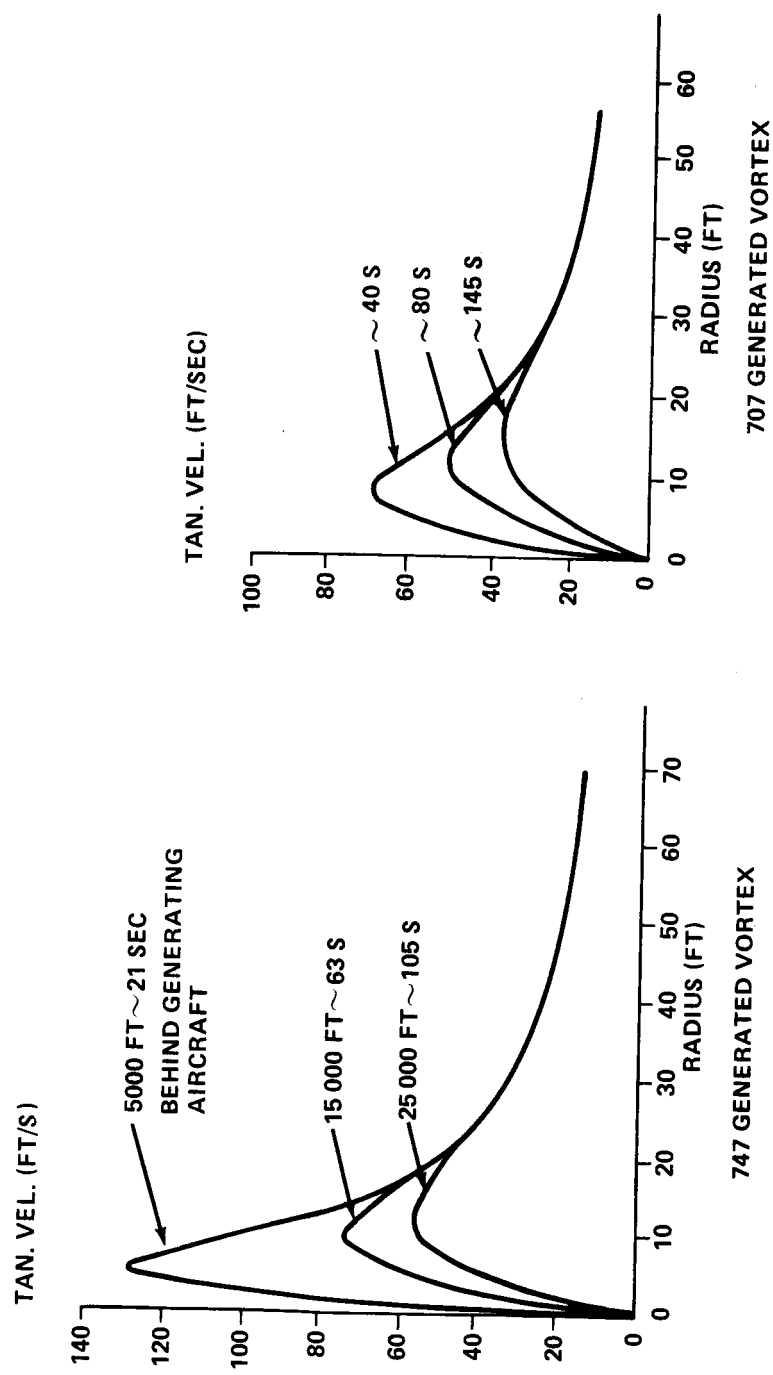 TAN. VEL. (FT/S)
140
120
100
80
60
40
20
0
5000 FT~21 SEC
BEHIND GENERATING
AIRCRAFT
15 000 FT~63 S
25 000 FT~105 S
0
10
20
30
40
50
60
70
RADIUS (FT)
747 GENERATED VORTEX
TAN. VEL. (FT/SEC)
100
80
60
40
20
0
~40 S
~80 S
~145 S
0
10
20
30
40
50
60
RADIUS (FT)
707 GENERATED VORTEX